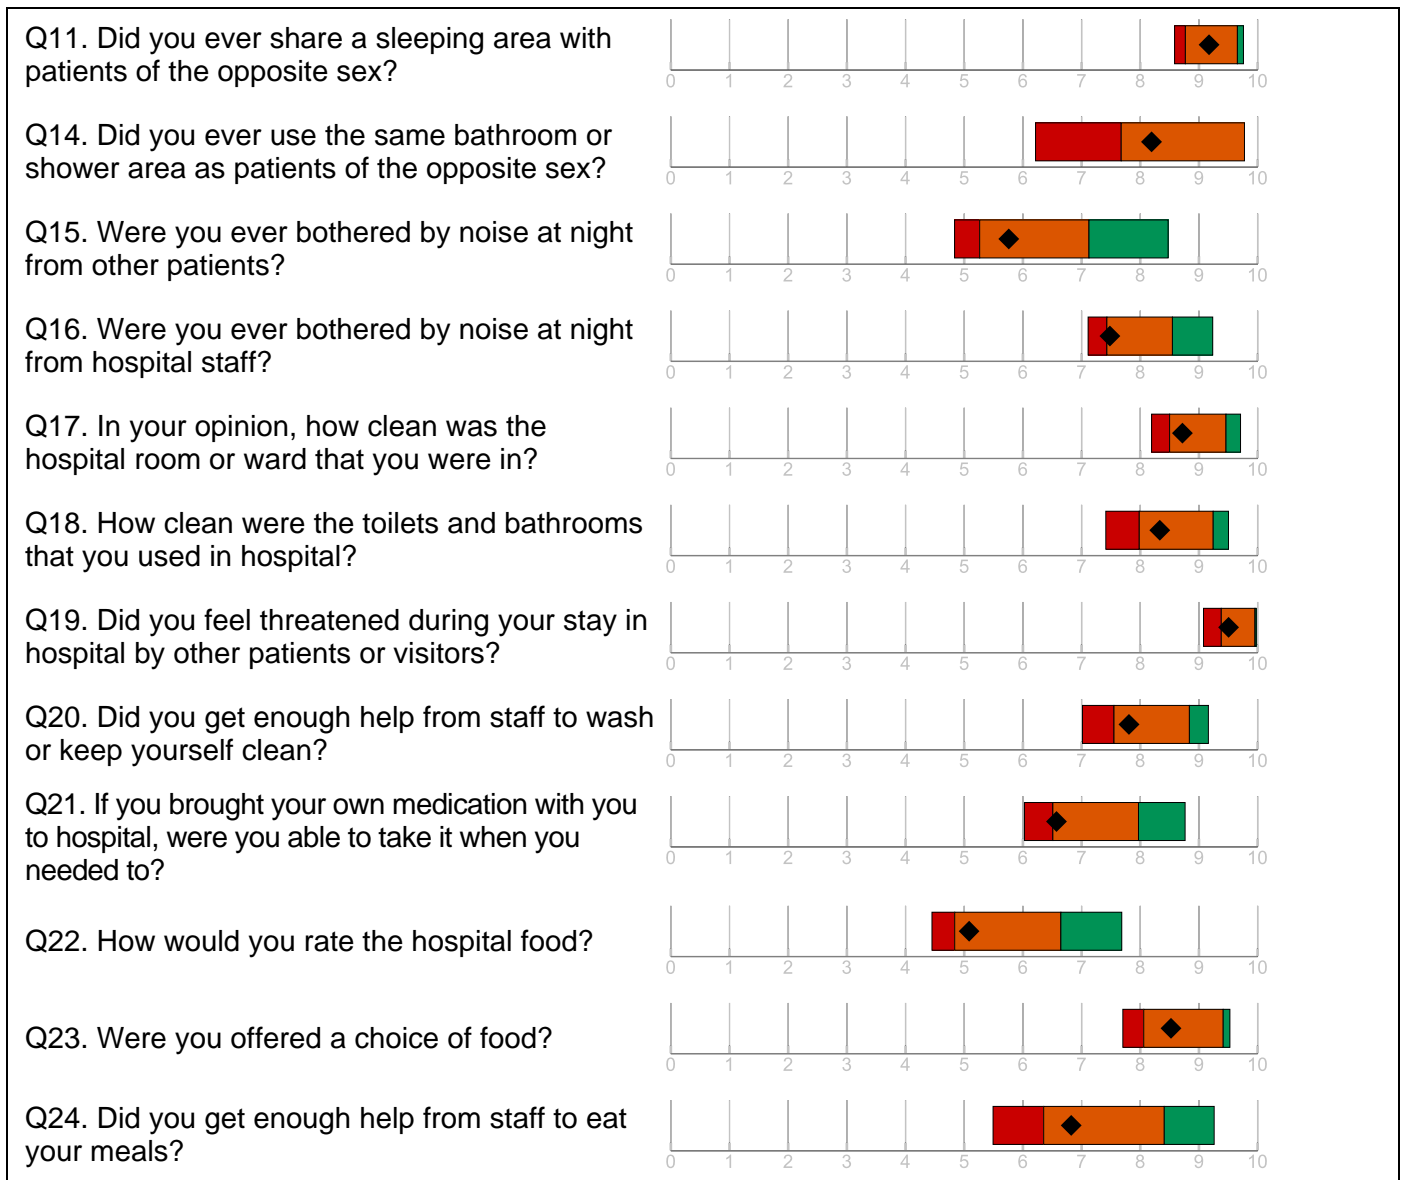 Q11. Did you ever share a sleeping area with
patients of the opposite sex?
0 1 2 3 4 5 6 7 8 9 10
Q14. Did you ever use the same bathroom or
shower area as patients of the opposite sex?
0 1 2 3 4 5 6 7 8 9 10
Q15. Were you ever bothered by noise at night
from other patients?
0 1 2 3 4 5 6 7 8 9 10
Q16. Were you ever bothered by noise at night
from hospital staff?
0 1 2 3 4 5 6 7 8 9 10
Q17. In your opinion, how clean was the
hospital room or ward that you were in?
0 1 2 3 4 5 6 7 8 9 10
Q18. How clean were the toilets and bathrooms
that you used in hospital?
0 1 2 3 4 5 6 7 8 9 10
Q19. Did you feel threatened during your stay in
hospital by other patients or visitors?
0 1 2 3 4 5 6 7 8 9 10
Q20. Did you get enough help from staff to wash
or keep yourself clean?
0 1 2 3 4 5 6 7 8 9 10
Q21. If you brought your own medication with you
to hospital, were you able to take it when you
needed to?
0 1 2 3 4 5 6 7 8 9 10
Q22. How would you rate the hospital food?
0 1 2 3 4 5 6 7 8 9 10
Q23. Were you offered a choice of food?
0 1 2 3 4 5 6 7 8 9 10
Q24. Did you get enough help from staff to eat
your meals?
0 1 2 3 4 5 6 7 8 9 10